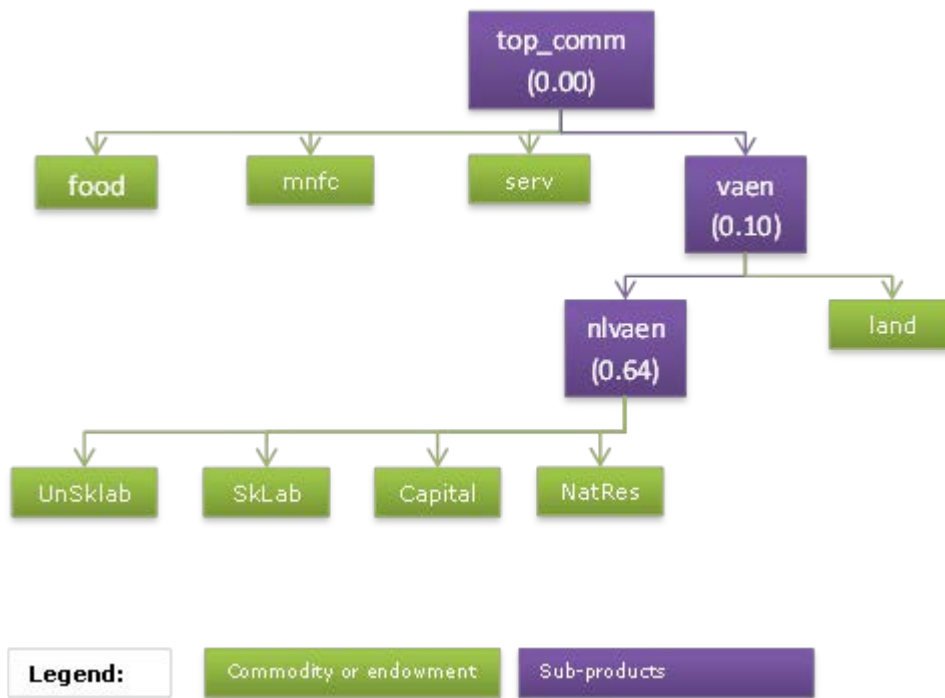 top_comm
(0.00)
food
mnfc
serv
vaen
(0.10)
nlvaen
(0.64)
land
UnSklab
SkLab
Capital
NatRes
Legend:
Commodity or endowment
Sub-products